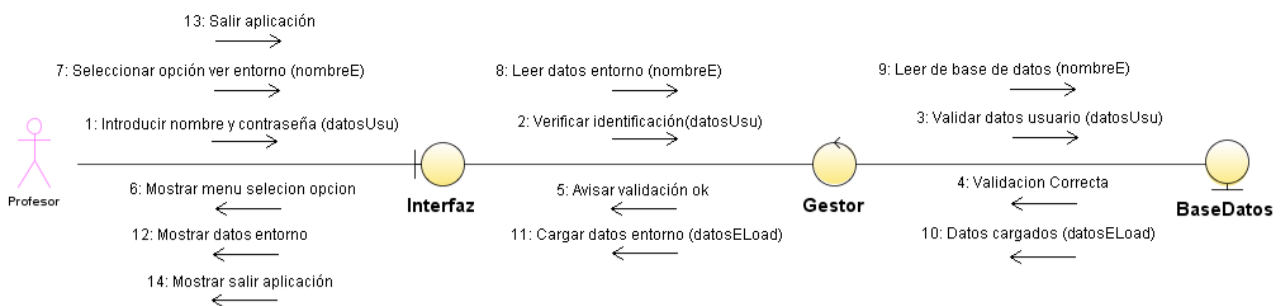 13: Salir aplicación
7: Seleccionar opción ver entorno (nombreE)
8: Leer datos entorno (nombreE)
9: Leer de base de datos (nombreE)
1: Introducir nombre y contraseña (datosUsu)
2: Verificar identificación(datosUsu)
3: Validar datos usuario (datosUsu)
Profesor
Interfaz
Gestor
BaseDatos
6: Mostrar menu selecion opcion
5: Avisar validación ok
4: Validacion Correcta
12: Mostrar datos entorno
11: Cargar datos entorno (datosELoad)
10: Datos cargados (datosELoad)
14: Mostrar salir aplicación